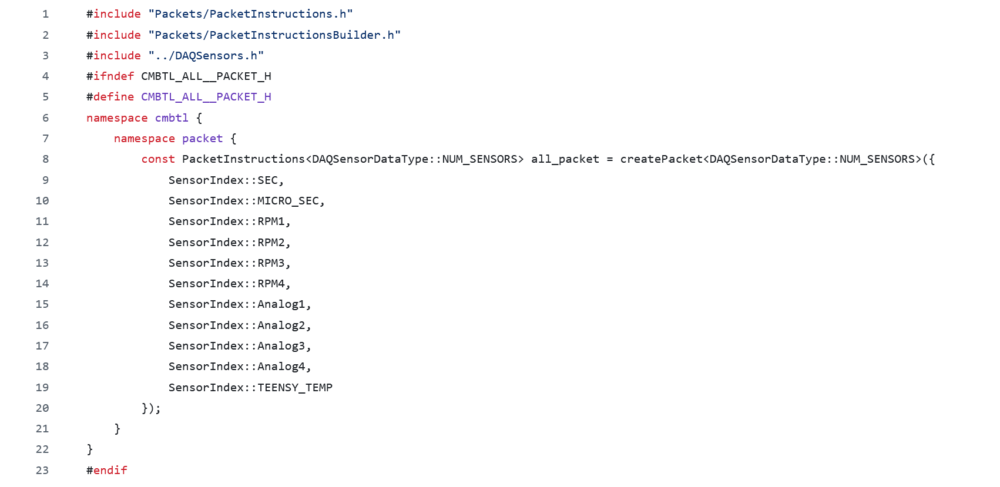 1 #include "Packets/PacketInstructions.h"
2 #include "Packets/PacketInstructionsBuilder.h"
3 #include "../DAQSensors.h"
4 #ifndef CMBTL_ALL__PACKET_H
5 #define CMBTL_ALL__PACKET_H
6 namespace cmbtl {
7     namespace packet {
8         const PacketInstructions<DAQSensorDataType::NUM_SENSORS> all_packet = createPacket<DAQSensorDataType::NUM_SENSORS>({
9             SensorIndex::SEC,
10             SensorIndex::MICRO_SEC,
11             SensorIndex::RPM1,
12             SensorIndex::RPM2,
13             SensorIndex::RPM3,
14             SensorIndex::RPM4,
15             SensorIndex::Analog1,
16             SensorIndex::Analog2,
17             SensorIndex::Analog3,
18             SensorIndex::Analog4,
19             SensorIndex::TEENSY_TEMP
20         });
21     }
22 }
23 #endif